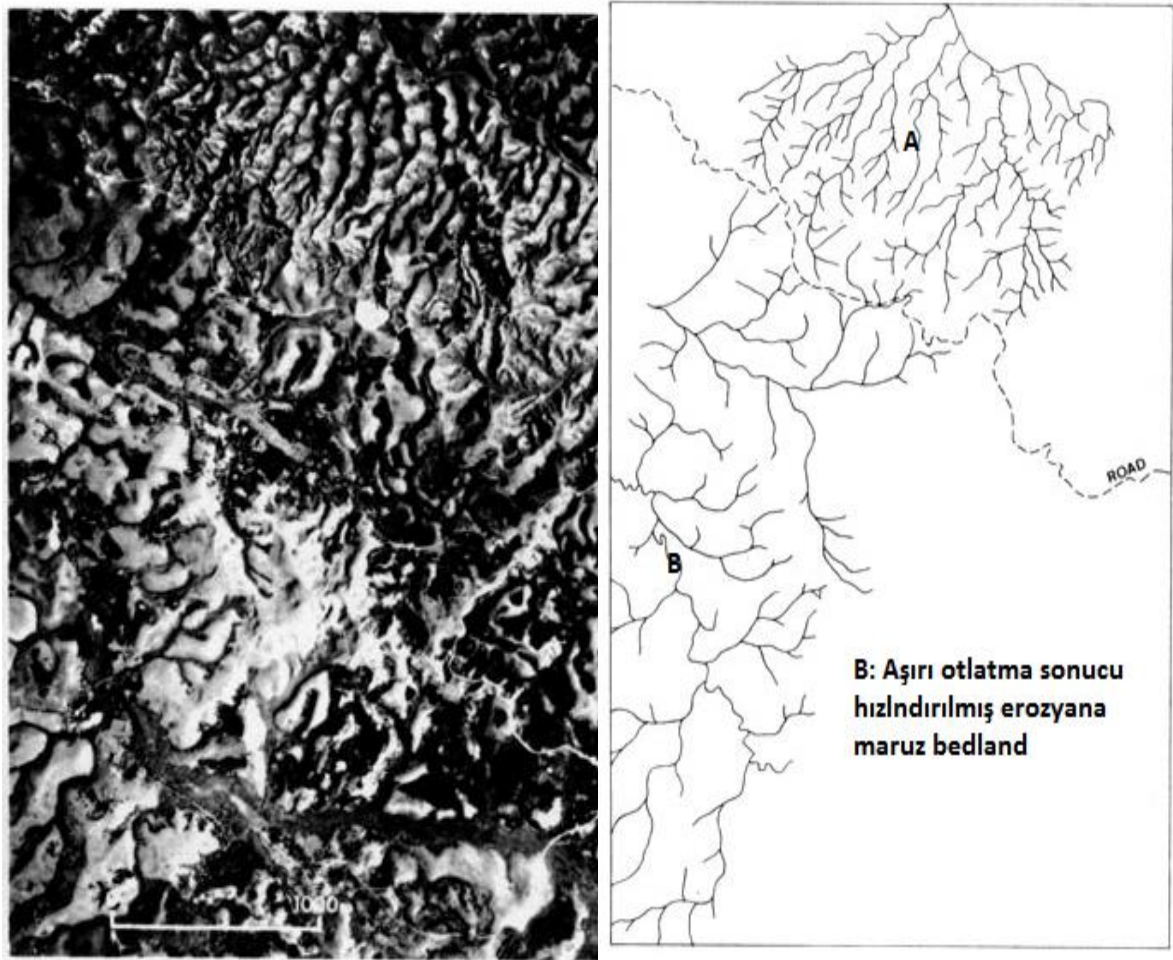 A
ROAD
B
B: Aşırı otlatma sonucu
hızlndırılmış erozyana
maruz bedland
1000